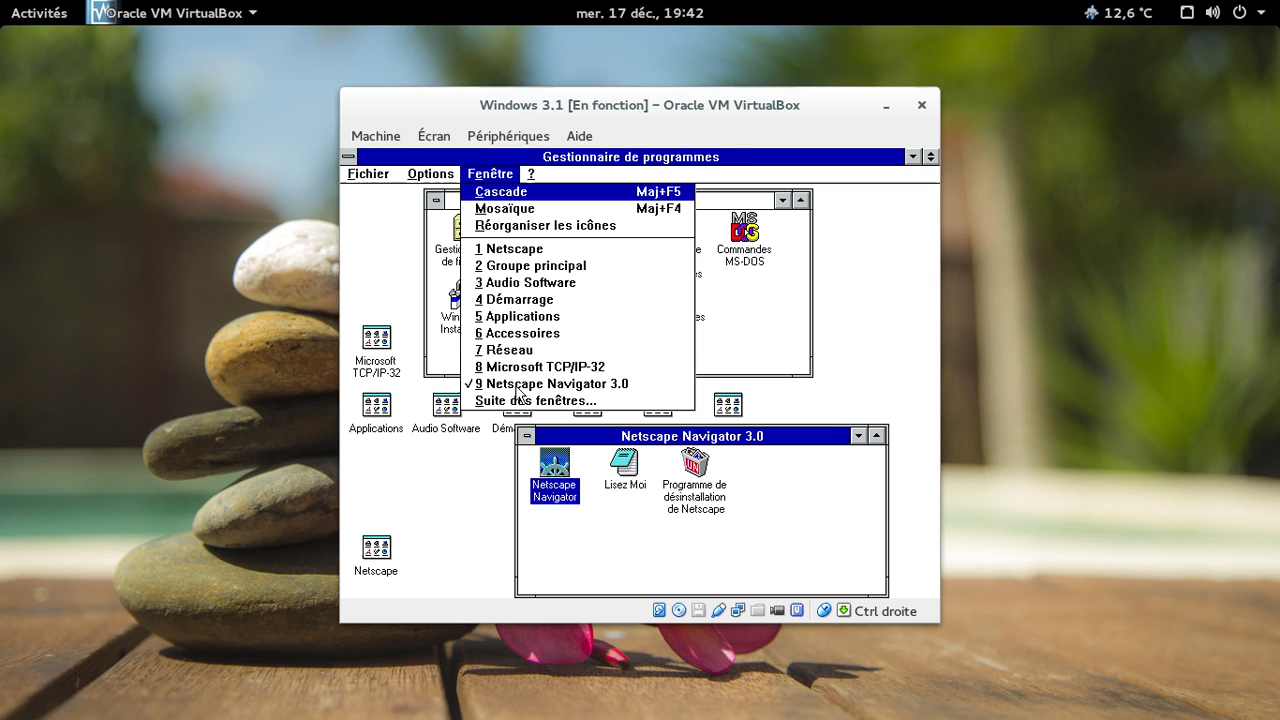 Activités
Oracle VM VirtualBox
mer. 17 déc., 19:42
12,6 °C
Windows 3.1 [En fonction] – Oracle VM VirtualBox
Machine Écran Périphériques Aide
Gestionnaire de programmes
Fichier Options Fenêtre ?
Cascade Maj+F5
Mosaïque Maj+F4
Réorganiser les icônes
1 Netscape
2 Groupe principal
3 Audio Software
4 Démarrage
5 Applications
6 Accessoires
7 Réseau
8 Microsoft TCP/IP-32
9 Netscape Navigator 3.0
Suite des fenêtres...
MS
DOS
Commandes
MS-DOS
Microsoft
TCP/IP-32
Applications
Audio Software
Netscape
Netscape Navigator 3.0
Netscape
Navigator
Lisez Moi
UN
Programme de
désinstallation
de Netscape
Ctrl droite